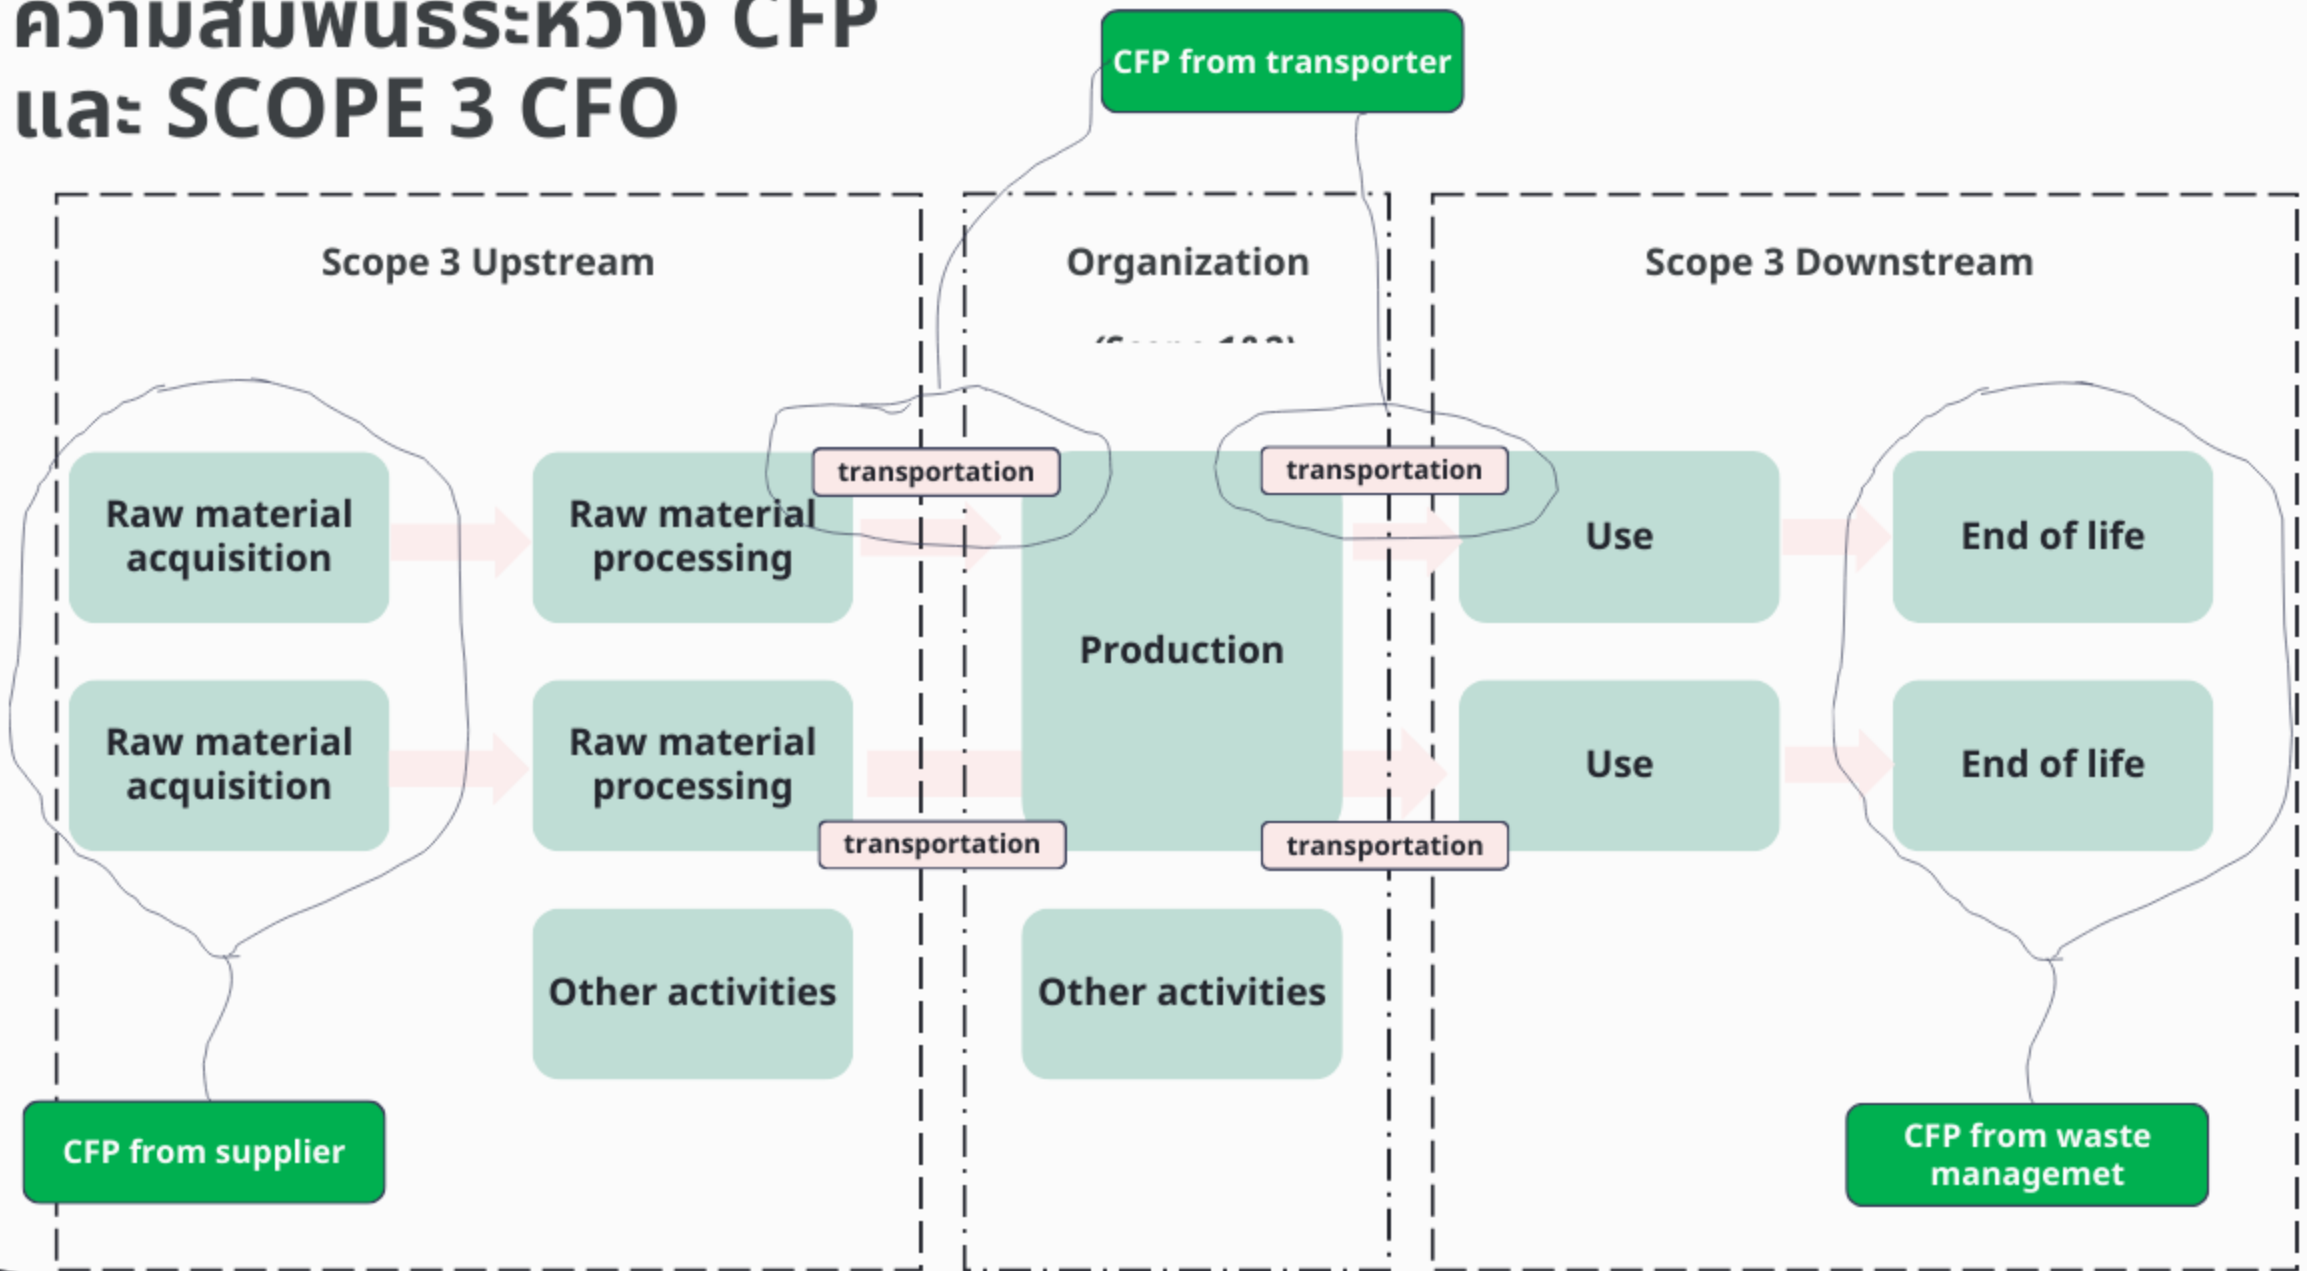 ความสัมพันธ์ระหว่าง CFP
และ SCOPE 3 CFO
CFP from transporter
Scope 3 Upstream
Organization
Scope 3 Downstream
transportation
transportation
Raw material
acquisition
Raw material
processing
Use
End of life
Production
Raw material
acquisition
Raw material
processing
Use
End of life
transportation
transportation
Other activities
Other activities
CFP from supplier
CFP from waste
managemet